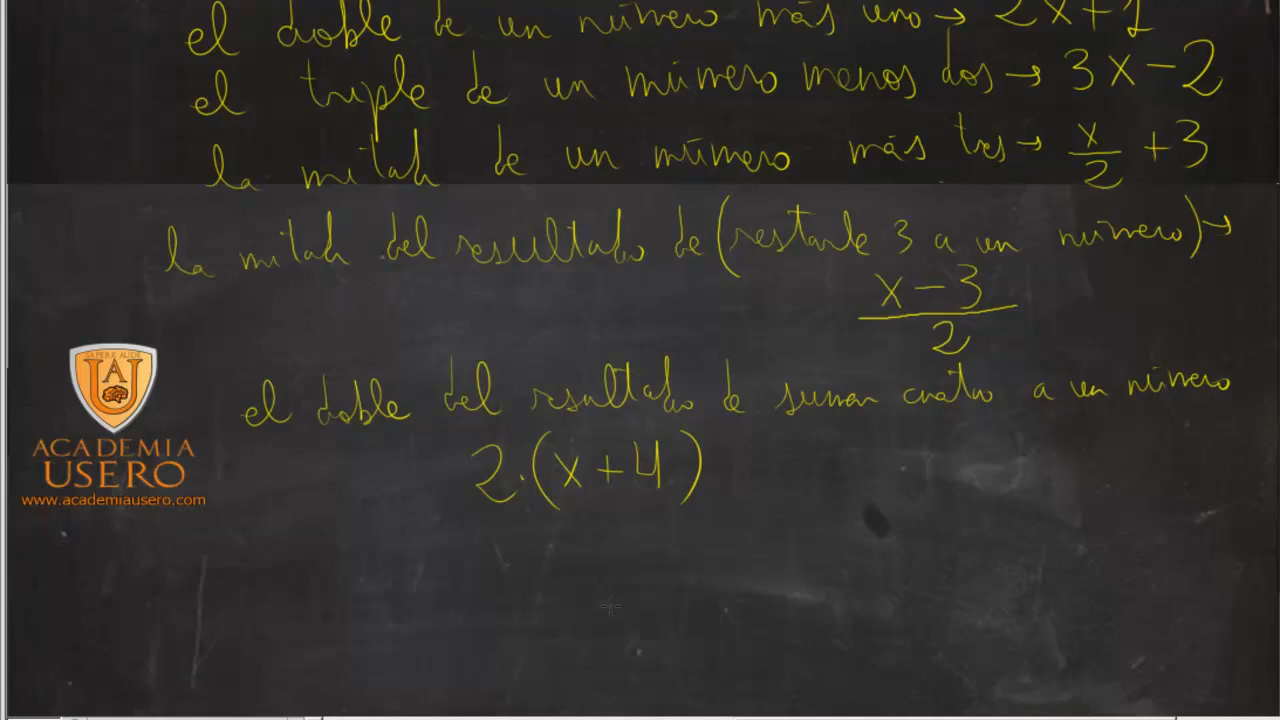 el doble de un número más uno → 2x+1
el triple de un número menos dos → 3x-2
la mitad de un número más tres → x/2 + 3
la mitad del resultado de (restarle 3 a un número) →
x-3
2
el doble del resultado de sumar cuatro a un número
2·(x+4)
SAPERE AUDE
UA
ACADEMIA
USERO
www.academiausero.com